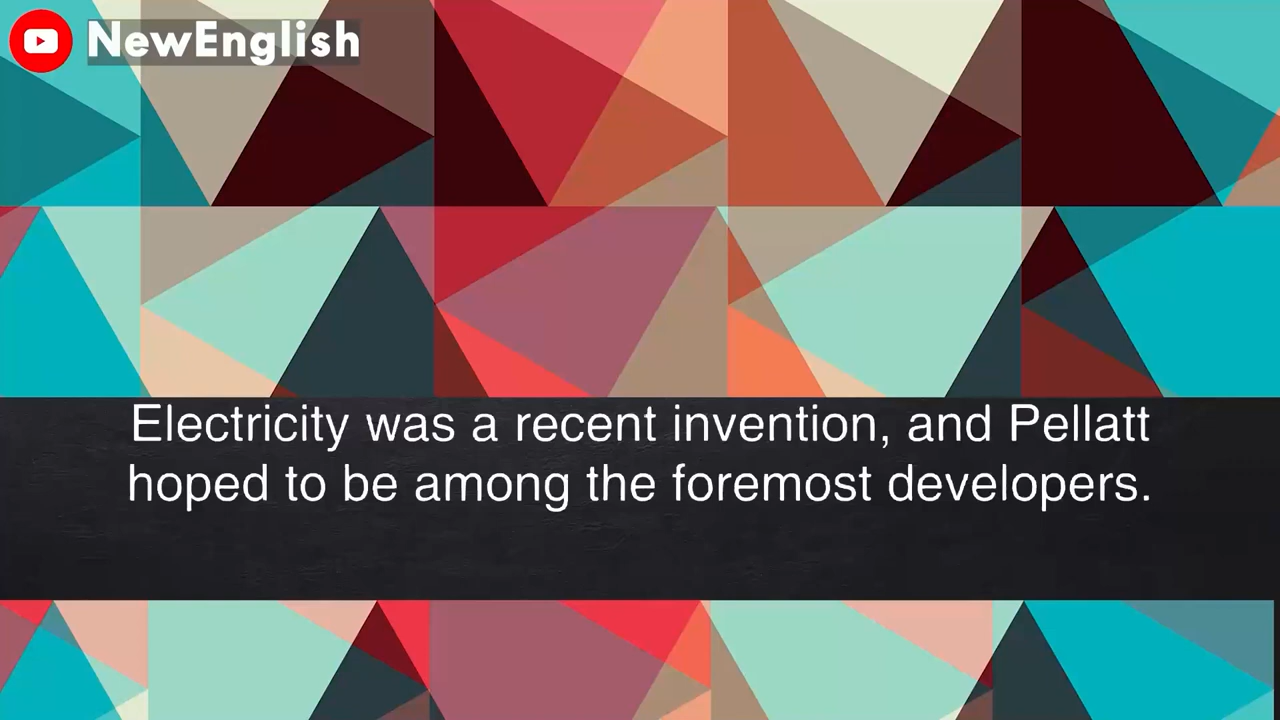 NewEnglish
Electricity was a recent invention, and Pellatt
hoped to be among the foremost developers.